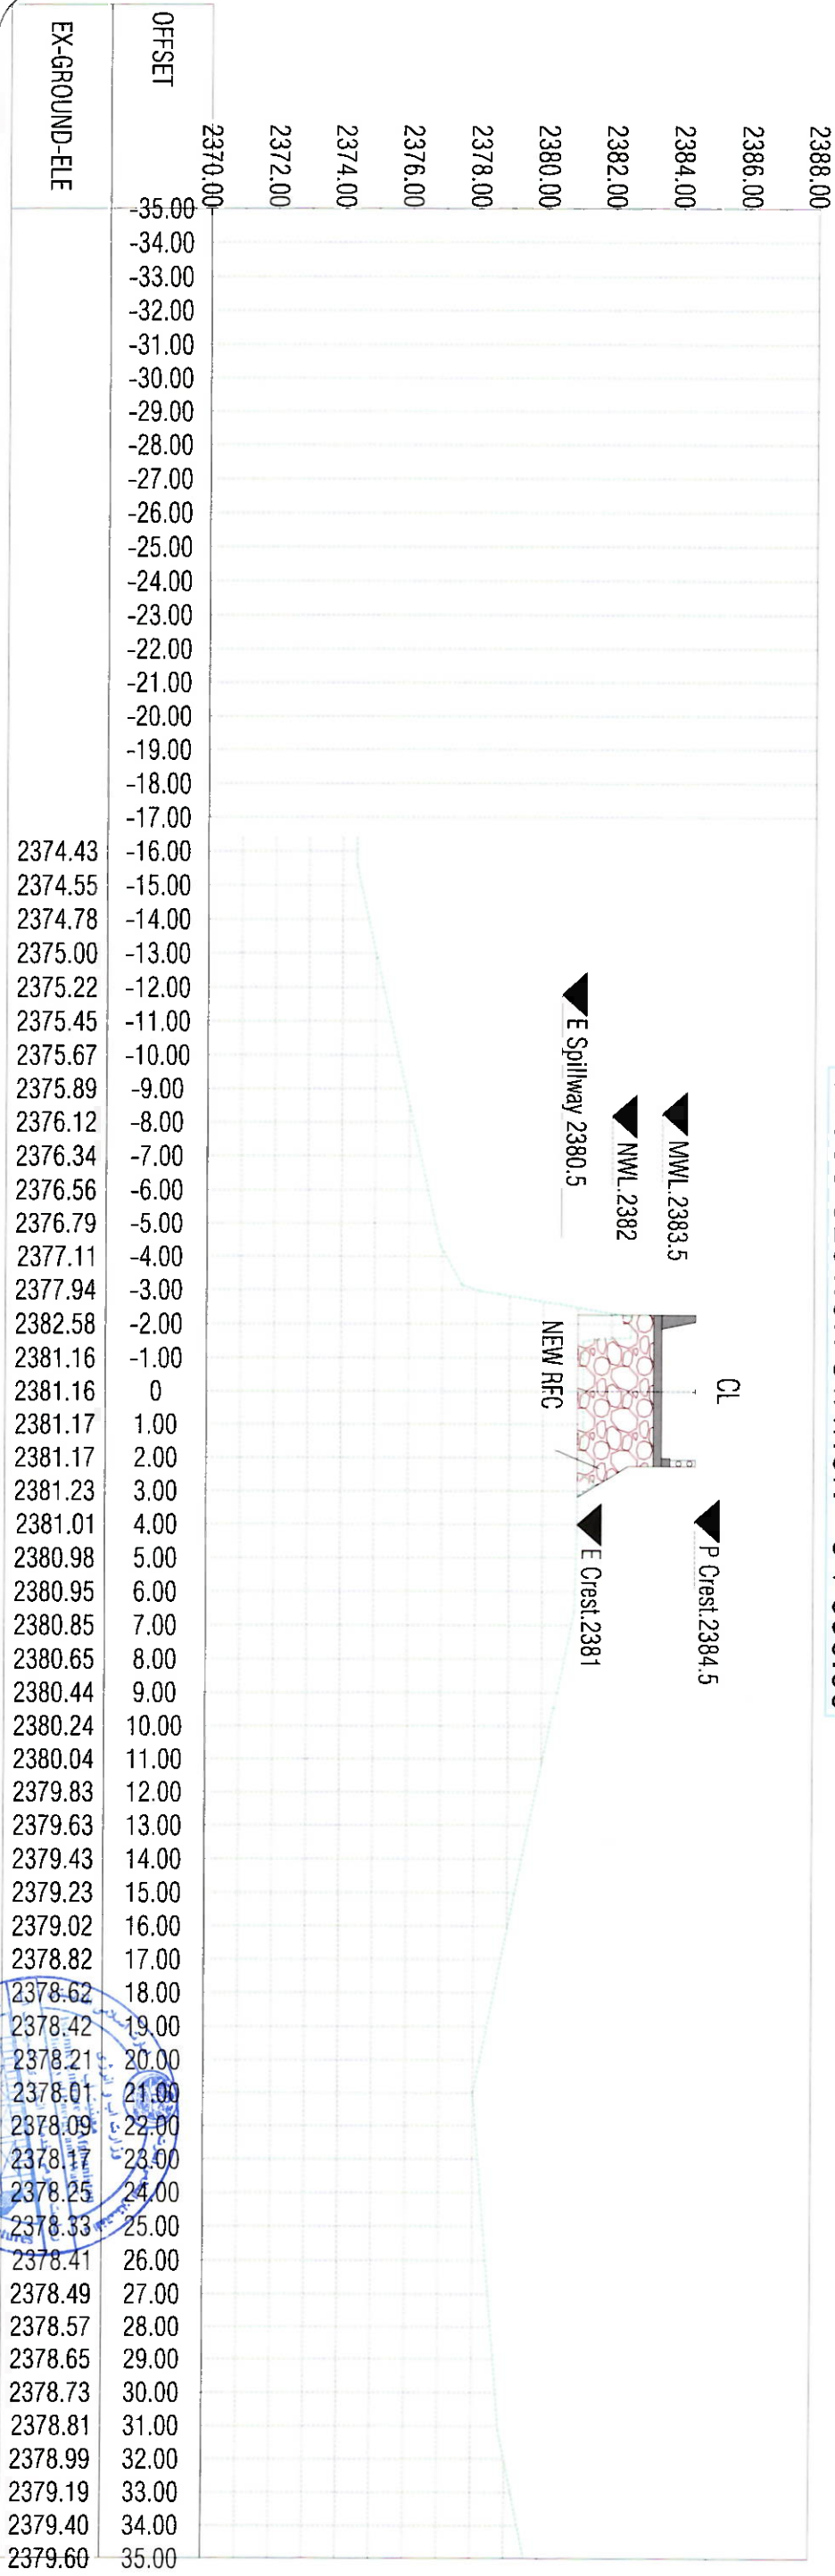 2388.00
2386.00
2384.00
2382.00
2380.00
2378.00
2376.00
2374.00
2372.00
2370.00
CL
MWL.2383.5
P Crest.2384.5
NWL.2382
E Spillway 2380.5
E Crest.2381
NEW RFC
OFFSET
-35.00 -34.00 -33.00 -32.00 -31.00 -30.00 -29.00 -28.00 -27.00 -26.00 -25.00 -24.00 -23.00 -22.00 -21.00 -20.00 -19.00 -18.00 -17.00 -16.00 -15.00 -14.00 -13.00 -12.00 -11.00 -10.00 -9.00 -8.00 -7.00 -6.00 -5.00 -4.00 -3.00 -2.00 -1.00 0 1.00 2.00 3.00 4.00 5.00 6.00 7.00 8.00 9.00 10.00 11.00 12.00 13.00 14.00 15.00 16.00 17.00 18.00 19.00 20.00 21.00 22.00 23.00 24.00 25.00 26.00 27.00 28.00 29.00 30.00 31.00 32.00 33.00 34.00 35.00
EX-GROUND-ELE
2374.43 2374.55 2374.78 2375.00 2375.22 2375.45 2375.67 2375.89 2376.12 2376.34 2376.56 2376.79 2377.11 2377.94 2382.58 2381.16 2381.16 2381.17 2381.17 2381.23 2381.01 2380.98 2380.95 2380.85 2380.65 2380.44 2380.24 2380.04 2379.83 2379.63 2379.43 2379.23 2379.02 2378.82 2378.62 2378.42 2378.21 2378.01 2378.09 2378.17 2378.25 2378.33 2378.41 2378.49 2378.57 2378.65 2378.73 2378.81 2378.99 2379.19 2379.40 2379.60